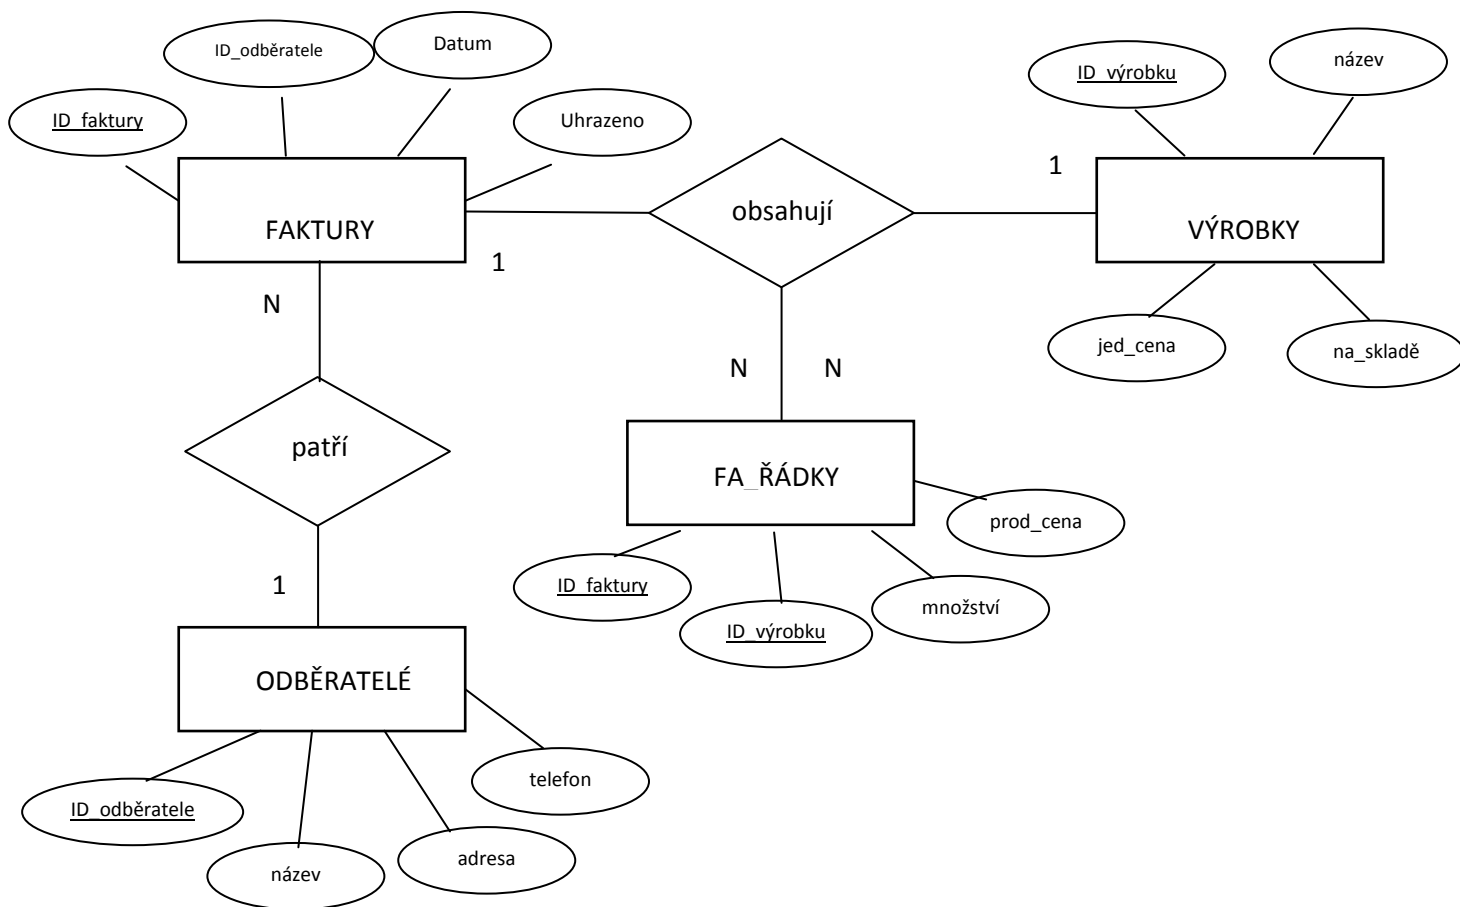 ID_odběratele
Datum
ID_faktury
Uhrazeno
ID_výrobku
název
FAKTURY
obsahují
VÝROBKY
1
1
N
jed_cena
na_skladě
N
N
patří
FA_ŘÁDKY
prod_cena
ID_faktury
množství
ID_výrobku
1
ODBĚRATELÉ
telefon
ID_odběratele
název
adresa